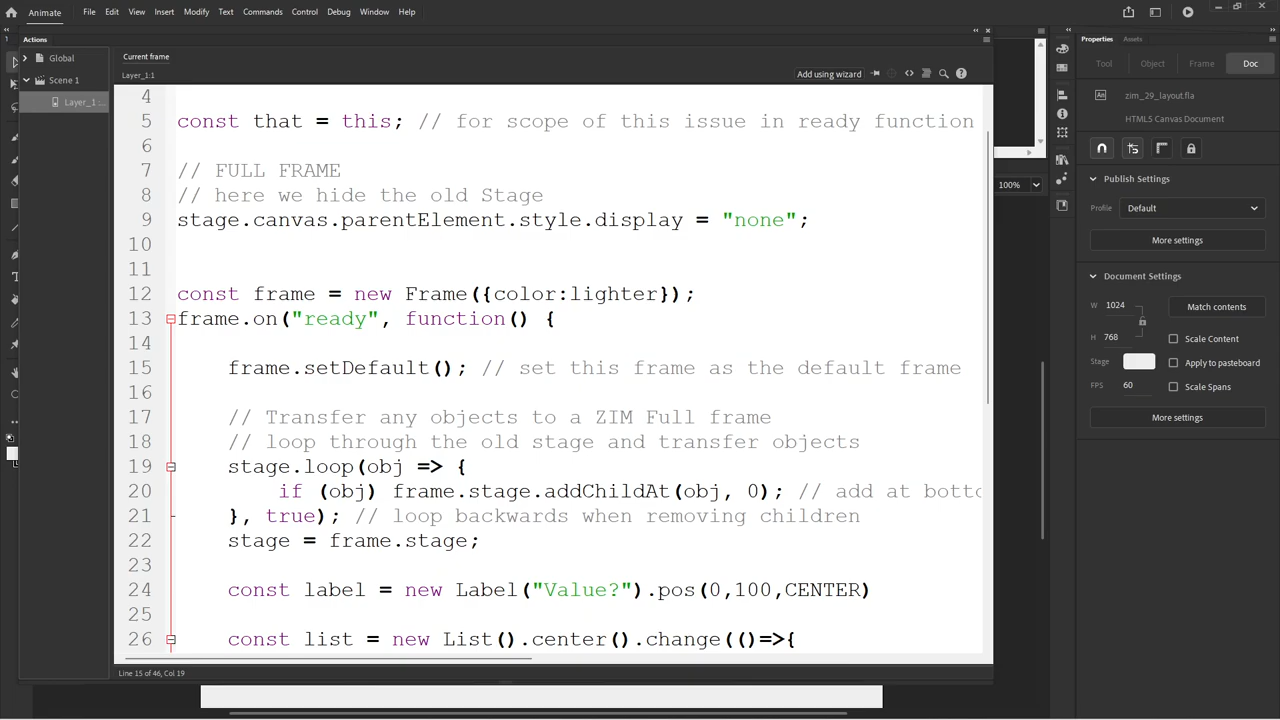 Animate File Edit View Insert Modify Text Commands Control Debug Window Help
Actions
Current frame
Layer_1:1
Add using wizard
Global
Scene 1
Layer_1 :...
4
5 const that = this; // for scope of this issue in ready function
6
7 // FULL FRAME
8 // here we hide the old Stage
9 stage.canvas.parentElement.style.display = "none";
10
11
12 const frame = new Frame({color:lighter});
13 frame.on("ready", function() {
14
15 frame.setDefault(); // set this frame as the default frame
16
17 // Transfer any objects to a ZIM Full frame
18 // loop through the old stage and transfer objects
19 stage.loop(obj => {
20 if (obj) frame.stage.addChildAt(obj, 0); // add at botto
21 }, true); // loop backwards when removing children
22 stage = frame.stage;
23
24 const label = new Label("Value?").pos(0,100,CENTER)
25
26 const list = new List().center().change(()=>{
Line 15 of 46, Col 19
100%
Properties Assets
Tool Object Frame Doc
An zim_29_layout.fla
HTML5 Canvas Document
Publish Settings
Profile Default
More settings
Document Settings
W 1024 Match contents
H 768 Scale Content
Stage Apply to pasteboard
FPS 60 Scale Spans
More settings